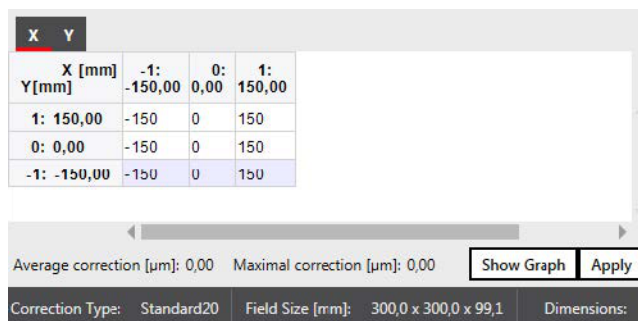 X Y
X [mm] -1: 0: 1:
Y[mm] -150,00 0,00 150,00
1: 150,00 -150 0 150
0: 0,00 -150 0 150
-1: -150,00 -150 0 150
Average correction [µm]: 0,00 Maximal correction [µm]: 0,00 Show Graph Apply
Correction Type: Standard20 Field Size [mm]: 300,0 x 300,0 x 99,1 Dimensions: